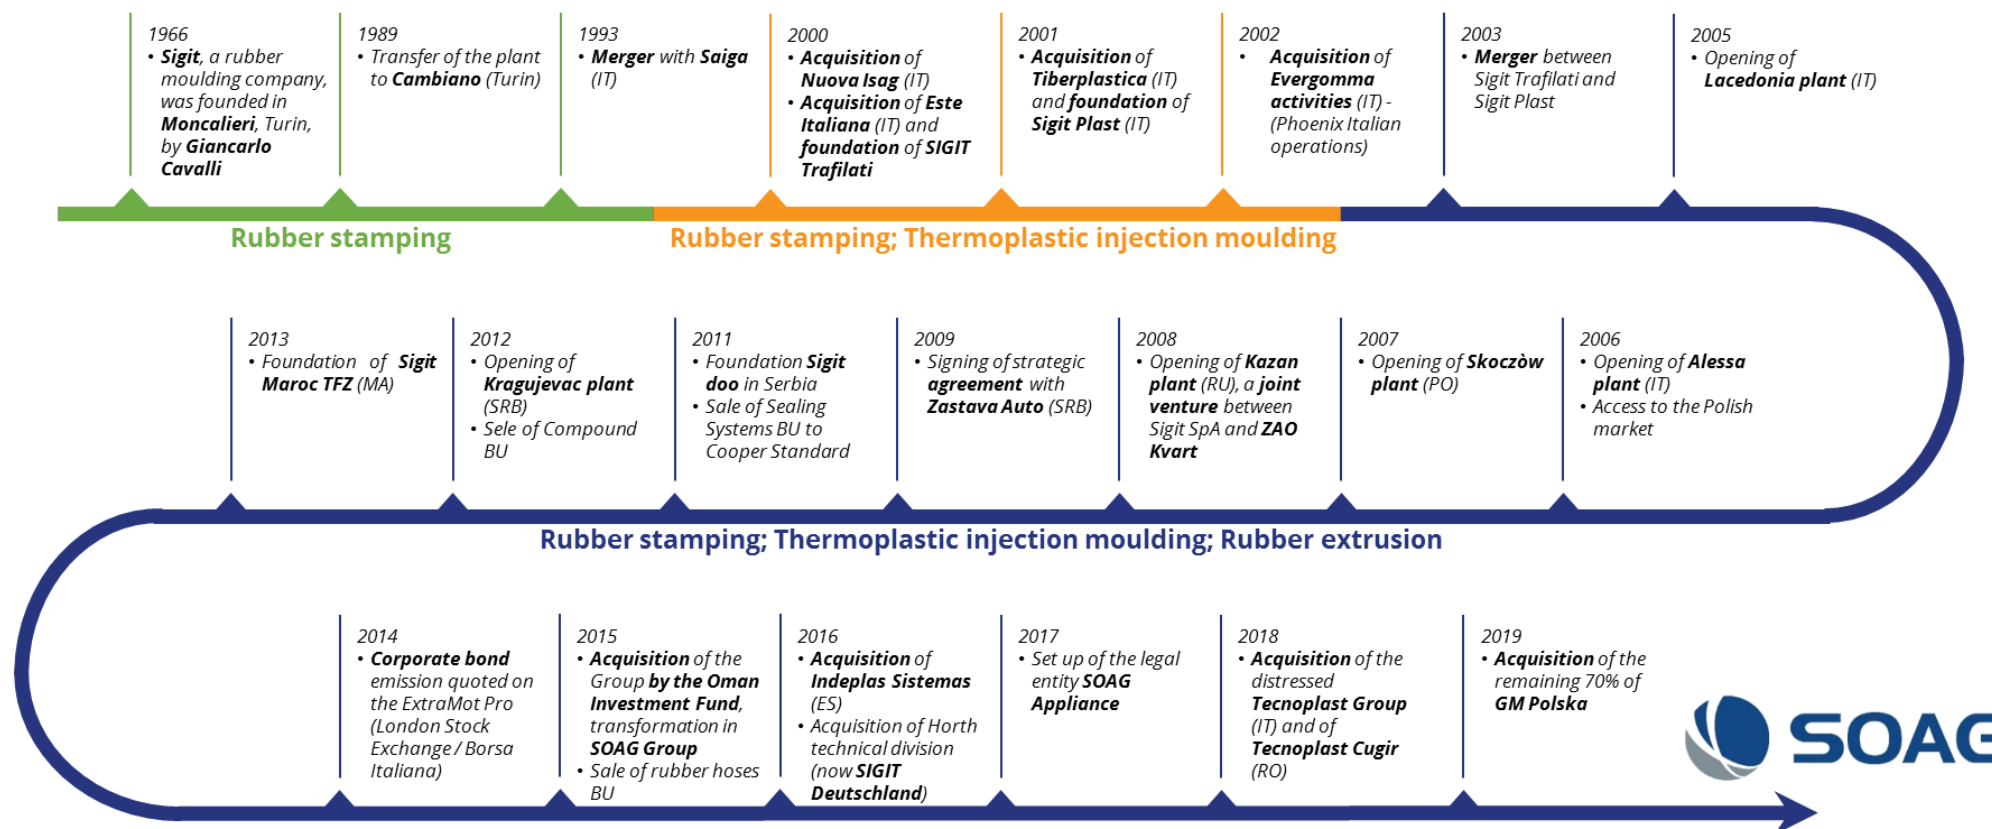 1966
• Sigit, a rubber
moulding company,
was founded in
Moncalieri, Turin,
by Giancarlo
Cavalli
1989
• Transfer of the plant
to Cambiano (Turin)
1993
• Merger with Saiga
(IT)
2000
• Acquisition of
Nuova Isag (IT)
• Acquisition of Este
Italiana (IT) and
foundation of SIGIT
Trafilati
2001
• Acquisition of
Tiberplastica (IT)
and foundation of
Sigit Plast (IT)
2002
• Acquisition of
Evergomma
activities (IT) -
(Phoenix Italian
operations)
2003
• Merger between
Sigit Trafilati and
Sigit Plast
2005
• Opening of
Lacedonia plant (IT)
Rubber stamping
Rubber stamping; Thermoplastic injection moulding
2013
• Foundation of Sigit
Maroc TFZ (MA)
2012
• Opening of
Kragujevac plant
(SRB)
• Sele of Compound
BU
2011
• Foundation Sigit
doo in Serbia
• Sale of Sealing
Systems BU to
Cooper Standard
2009
• Signing of strategic
agreement with
Zastava Auto (SRB)
2008
• Opening of Kazan
plant (RU), a joint
venture between
Sigit SpA and ZAO
Kvart
2007
• Opening of Skoczòw
plant (PO)
2006
• Opening of Alessa
plant (IT)
• Access to the Polish
market
Rubber stamping; Thermoplastic injection moulding; Rubber extrusion
2014
• Corporate bond
emission quoted on
the ExtraMot Pro
(London Stock
Exchange / Borsa
Italiana)
2015
• Acquisition of the
Group by the Oman
Investment Fund,
transformation in
SOAG Group
• Sale of rubber hoses
BU
2016
• Acquisition of
Indeplas Sistemas
(ES)
• Acquisition of Horth
technical division
(now SIGIT
Deutschland)
2017
• Set up of the legal
entity SOAG
Appliance
2018
• Acquisition of the
distressed
Tecnoplast Group
(IT) and of
Tecnoplast Cugir
(RO)
2019
• Acquisition of the
remaining 70% of
GM Polska
SOAG